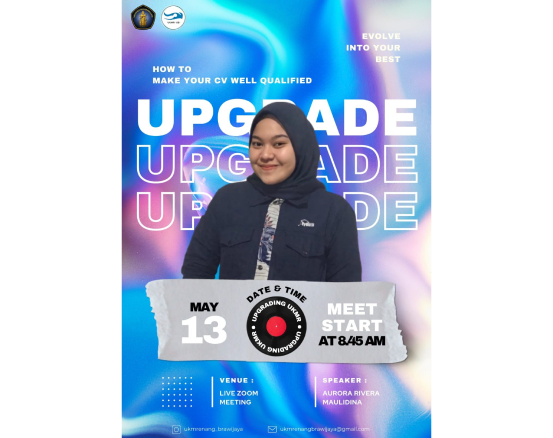 EVOLVE
INTO YOUR
BEST
HOW TO
MAKE YOUR CV WELL QUALIFIED
UPGRADE
UPGRADE
UPGRADE
DATE & TIME
MAY
13
UPGRADING UKMR • UPGRADING UKMR •
MEET
START
AT 8.45 AM
VENUE :
LIVE ZOOM
MEETING
SPEAKER :
AURORA RIVERA
MAULIDINA
ukmrenang_brawijaya
ukmrenangbrawijaya@gmail.com